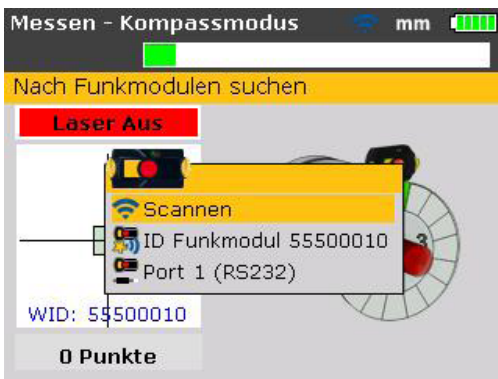 Messen - Kompassmodus mm
Nach Funkmodulen suchen
Laser Aus
Scannen
ID Funkmodul 55500010
3
Port 1 (RS232)
WID: 55500010
0 Punkte